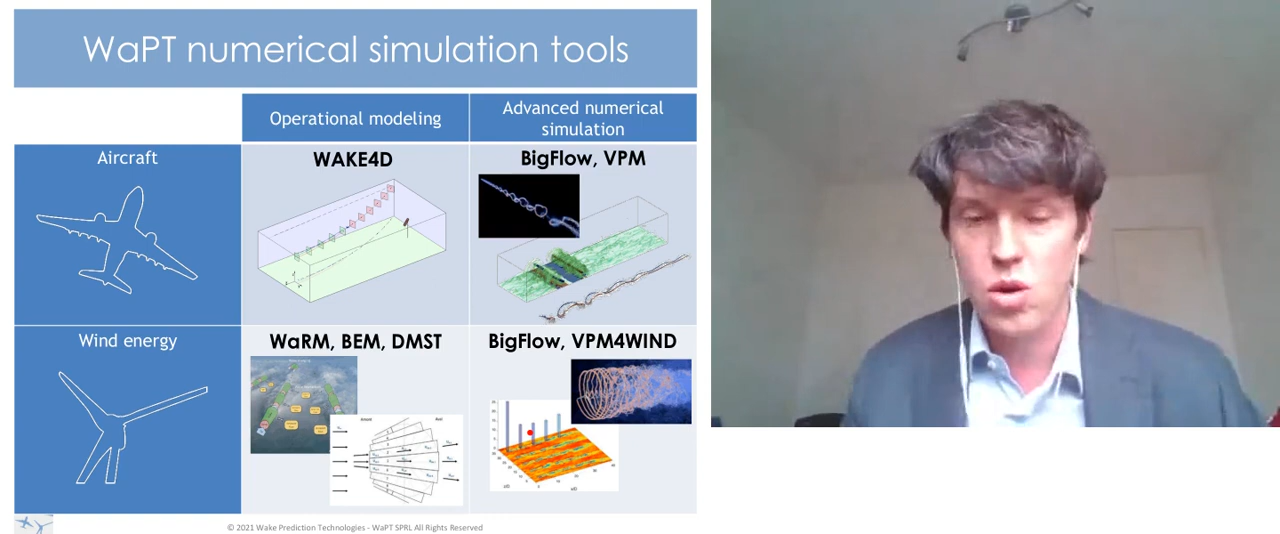 WaPT numerical simulation tools
Operational modeling
Advanced numerical
simulation
Aircraft
WAKE4D
BigFlow, VPM
Wind energy
WaRM, BEM, DMST
BigFlow, VPM4WIND
© 2021 Wake Prediction Technologies - WaPT SPRL All Rights Reserved